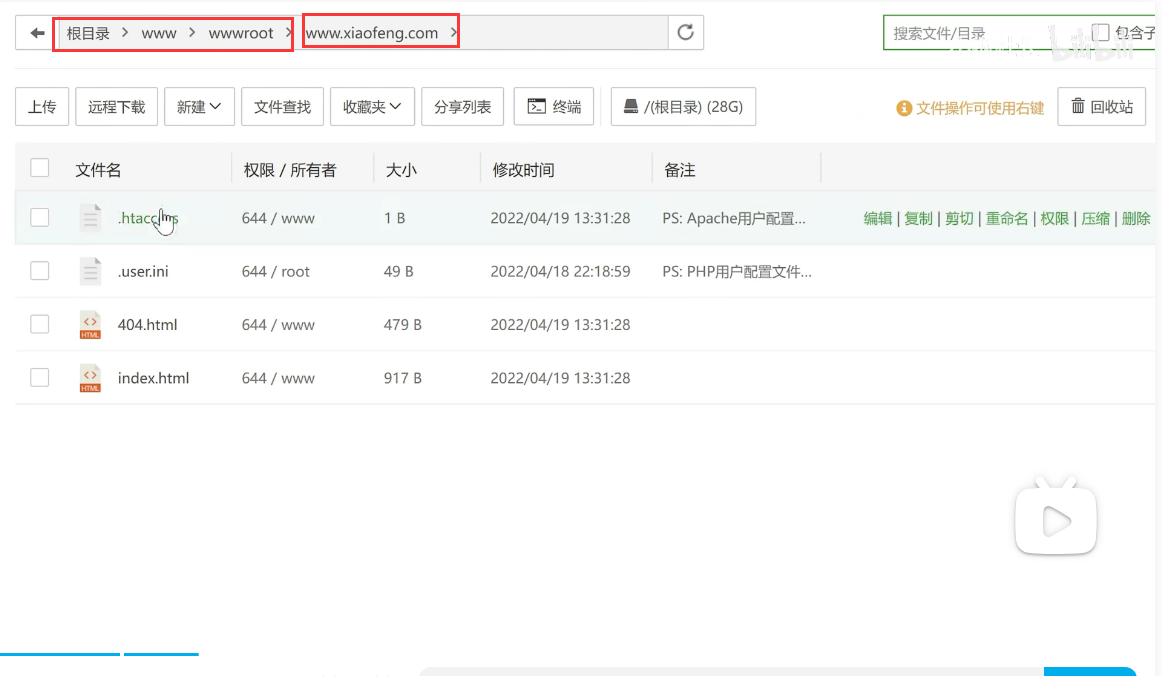 根目录 > www > wwwroot > www.xiaofeng.com > 搜索文件/目录 包含子
上传 远程下载 新建 文件查找 收藏夹 分享列表 终端 /(根目录) (28G) 文件操作可使用右键 回收站
文件名 权限 / 所有者 大小 修改时间 备注
644 / www 1 B 2022/04/19 13:31:28 PS: Apache用户配置... 编辑 | 复制 | 剪切 | 重命名 | 权限 | 压缩 | 删除
.user.ini 644 / root 49 B 2022/04/18 22:18:59 PS: PHP用户配置文件...
404.html 644 / www 479 B 2022/04/19 13:31:28
HTML
index.html 644 / www 917 B 2022/04/19 13:31:28
HTML